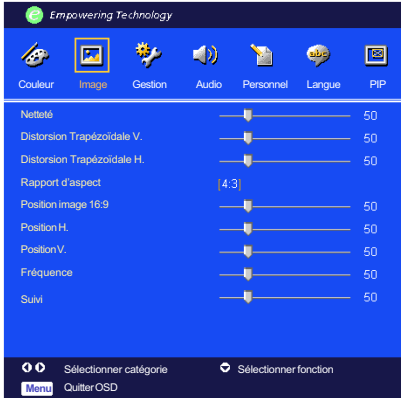 e Empowering Technology
abc
Couleur Image Gestion Audio Personnel Langue PIP
Netteté 50
Distorsion Trapézoïdale V. 50
Distorsion Trapézoïdale H. 50
Rapport d'aspect [4:3]
Position image 16:9 50
Position H. 50
Position V. 50
Fréquence 50
Suivi 50
Sélectionner catégorie Sélectionner fonction
Menu Quitter OSD